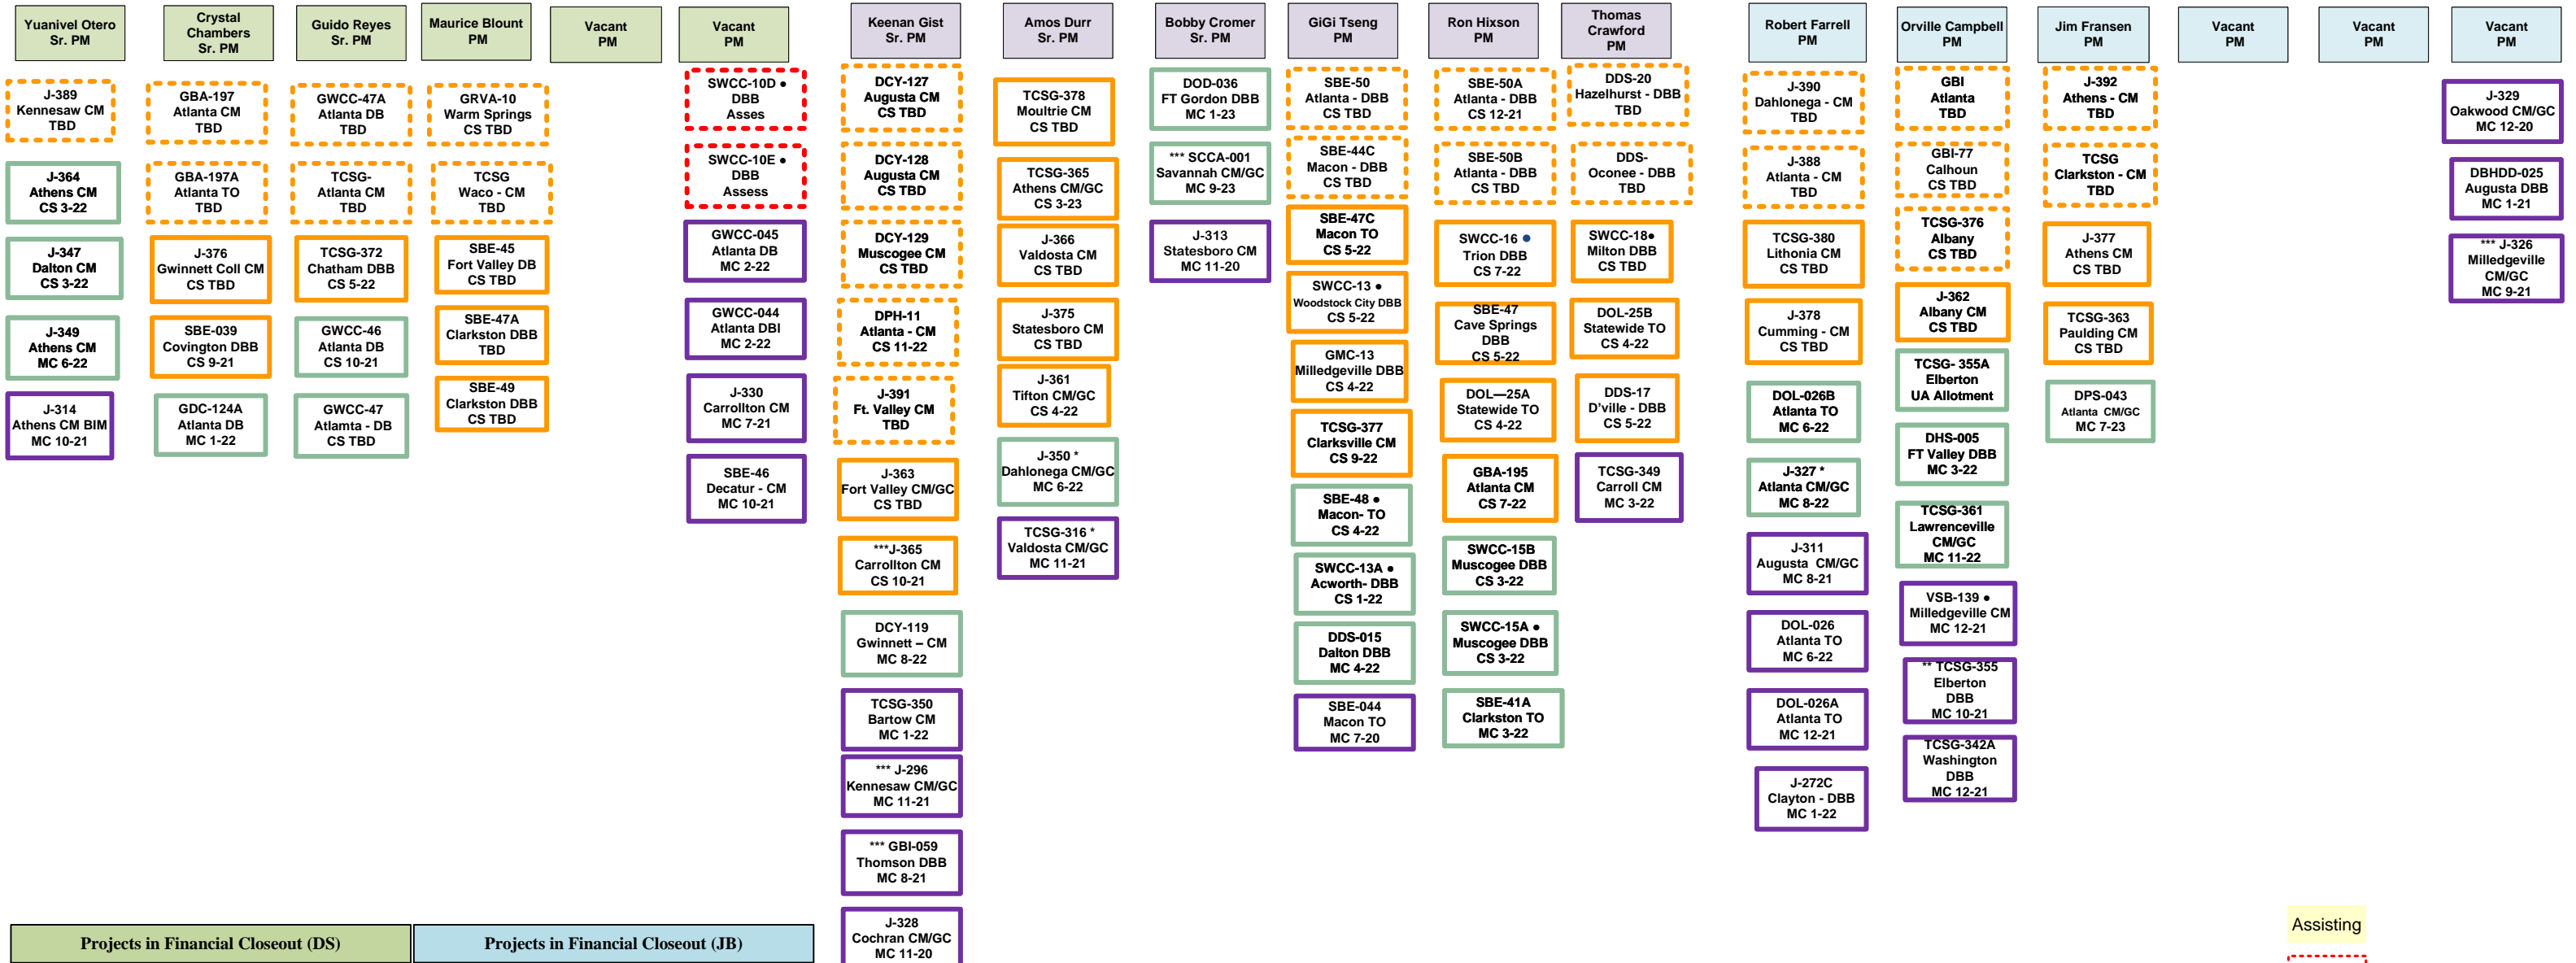 Yuanivel Otero
Sr. PM
J-389
Kennesaw CM
TBD
J-364
Athens CM
CS 3-22
J-347
Dalton CM
CS 3-22
J-349
Athens CM
MC 6-22
J-314
Athens CM BIM
MC 10-21
Crystal
Chambers
Sr. PM
GBA-197
Atlanta CM
TBD
GBA-197A
Atlanta TO
TBD
J-376
Gwinnett Coll CM
CS TBD
SBE-039
Covington DBB
CS 9-21
GDC-124A
Atlanta DB
MC 1-22
Guido Reyes
Sr. PM
GWCC-47A
Atlanta DB
TBD
TCSG-
Atlanta CM
TBD
TCSG-372
Chatham DBB
CS 5-22
GWCC-46
Atlanta DB
CS 10-21
GWCC-47
Atlamta - DB
CS TBD
Maurice Blount
PM
GRVA-10
Warm Springs
CS TBD
TCSG
Waco - CM
TBD
SBE-45
Fort Valley DB
CS TBD
SBE-47A
Clarkston DBB
TBD
SBE-49
Clarkston DBB
CS TBD
Vacant
PM
Vacant
PM
SWCC-10D ●
DBB
Asses
SWCC-10E ●
DBB
Assess
GWCC-045
Atlanta DB
MC 2-22
GWCC-044
Atlanta DBI
MC 2-22
J-330
Carrollton CM
MC 7-21
SBE-46
Decatur - CM
MC 10-21
Keenan Gist
Sr. PM
DCY-127
Augusta CM
CS TBD
DCY-128
Augusta CM
CS TBD
DCY-129
Muscogee CM
CS TBD
DPH-11
Atlanta - CM
CS 11-22
J-391
Ft. Valley CM
TBD
J-363
Fort Valley CM/GC
CS TBD
***J-365
Carrollton CM
CS 10-21
DCY-119
Gwinnett – CM
MC 8-22
TCSG-350
Bartow CM
MC 1-22
*** J-296
Kennesaw CM/GC
MC 11-21
*** GBI-059
Thomson DBB
MC 8-21
J-328
Cochran CM/GC
MC 11-20
Amos Durr
Sr. PM
TCSG-378
Moultrie CM
CS TBD
TCSG-365
Athens CM/GC
CS 3-23
J-366
Valdosta CM
CS TBD
J-375
Statesboro CM
CS TBD
J-361
Tifton CM/GC
CS 4-22
J-350 *
Dahlonega CM/GC
MC 6-22
TCSG-316 *
Valdosta CM/GC
MC 11-21
Bobby Cromer
Sr. PM
DOD-036
FT Gordon DBB
MC 1-23
*** SCCA-001
Savannah CM/GC
MC 9-23
J-313
Statesboro CM
MC 11-20
GiGi Tseng
PM
SBE-50
Atlanta - DBB
CS TBD
SBE-44C
Macon - DBB
CS TBD
SBE-47C
Macon TO
CS 5-22
SWCC-13 ●
Woodstock City DBB
CS 5-22
GMC-13
Milledgeville DBB
CS 4-22
TCSG-377
Clarksville CM
CS 9-22
SBE-48 ●
Macon- TO
CS 4-22
SWCC-13A ●
Acworth- DBB
CS 1-22
DDS-015
Dalton DBB
MC 4-22
SBE-044
Macon TO
MC 7-20
Ron Hixson
PM
SBE-50A
Atlanta - DBB
CS 12-21
SBE-50B
Atlanta - DBB
CS TBD
SWCC-16 ●
Trion DBB
CS 7-22
SBE-47
Cave Springs
DBB
CS 5-22
DOL—25A
Statewide TO
CS 4-22
GBA-195
Atlanta CM
CS 7-22
SWCC-15B
Muscogee DBB
CS 3-22
SWCC-15A ●
Muscogee DBB
CS 3-22
SBE-41A
Clarkston TO
MC 3-22
Thomas
Crawford
PM
DDS-20
Hazelhurst - DBB
TBD
DDS-
Oconee - DBB
TBD
SWCC-18●
Milton DBB
CS TBD
DOL-25B
Statewide TO
CS 4-22
DDS-17
D'ville - DBB
CS 5-22
TCSG-349
Carroll CM
MC 3-22
Robert Farrell
PM
J-390
Dahlonega - CM
TBD
J-388
Atlanta - CM
TBD
TCSG-380
Lithonia CM
CS TBD
J-378
Cumming - CM
CS TBD
DOL-026B
Atlanta TO
MC 6-22
J-327 *
Atlanta CM/GC
MC 8-22
J-311
Augusta CM/GC
MC 8-21
DOL-026
Atlanta TO
MC 6-22
DOL-026A
Atlanta TO
MC 12-21
J-272C
Clayton - DBB
MC 1-22
Orville Campbell
PM
GBI
Atlanta
TBD
GBI-77
Calhoun
CS TBD
TCSG-376
Albany
CS TBD
J-362
Albany CM
CS TBD
TCSG- 355A
Elberton
UA Allotment
DHS-005
FT Valley DBB
MC 3-22
TCSG-361
Lawrenceville
CM/GC
MC 11-22
VSB-139 ●
Milledgeville CM
MC 12-21
** TCSG-355
Elberton
DBB
MC 10-21
TCSG-342A
Washington
DBB
MC 12-21
Jim Fransen
PM
J-392
Athens - CM
TBD
TCSG
Clarkston - CM
TBD
J-377
Athens CM
CS TBD
TCSG-363
Paulding CM
CS TBD
DPS-043
Atlanta CM/GC
MC 7-23
Vacant
PM
Vacant
PM
Vacant
PM
J-329
Oakwood CM/GC
MC 12-20
DBHDD-025
Augusta DBB
MC 1-21
*** J-326
Milledgeville
CM/GC
MC 9-21
Projects in Financial Closeout (DS)
Projects in Financial Closeout (JB)
Assisting